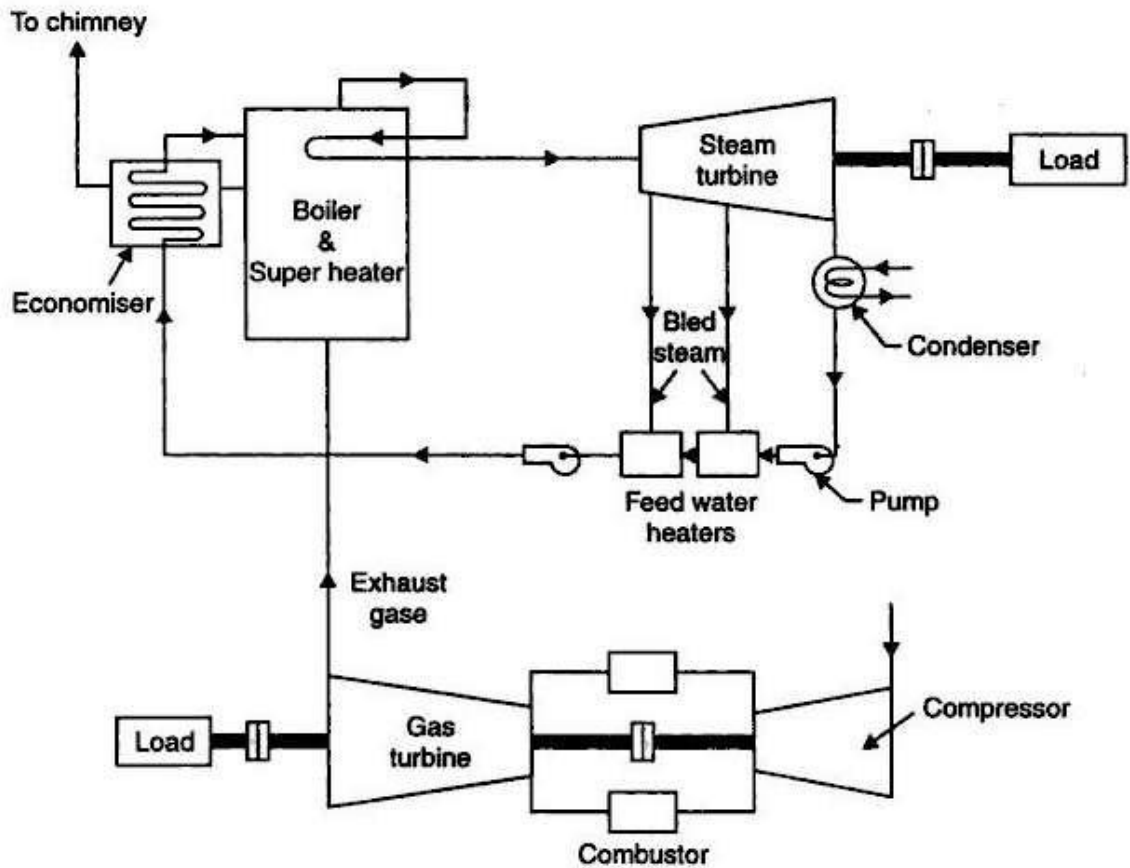 To chimney
Steam
turbine
Load
Boiler
&
Super heater
Economiser
Bled
steam
Condenser
Feed water
heaters
Pump
Exhaust
gase
Load
Gas
turbine
Compressor
Combustor